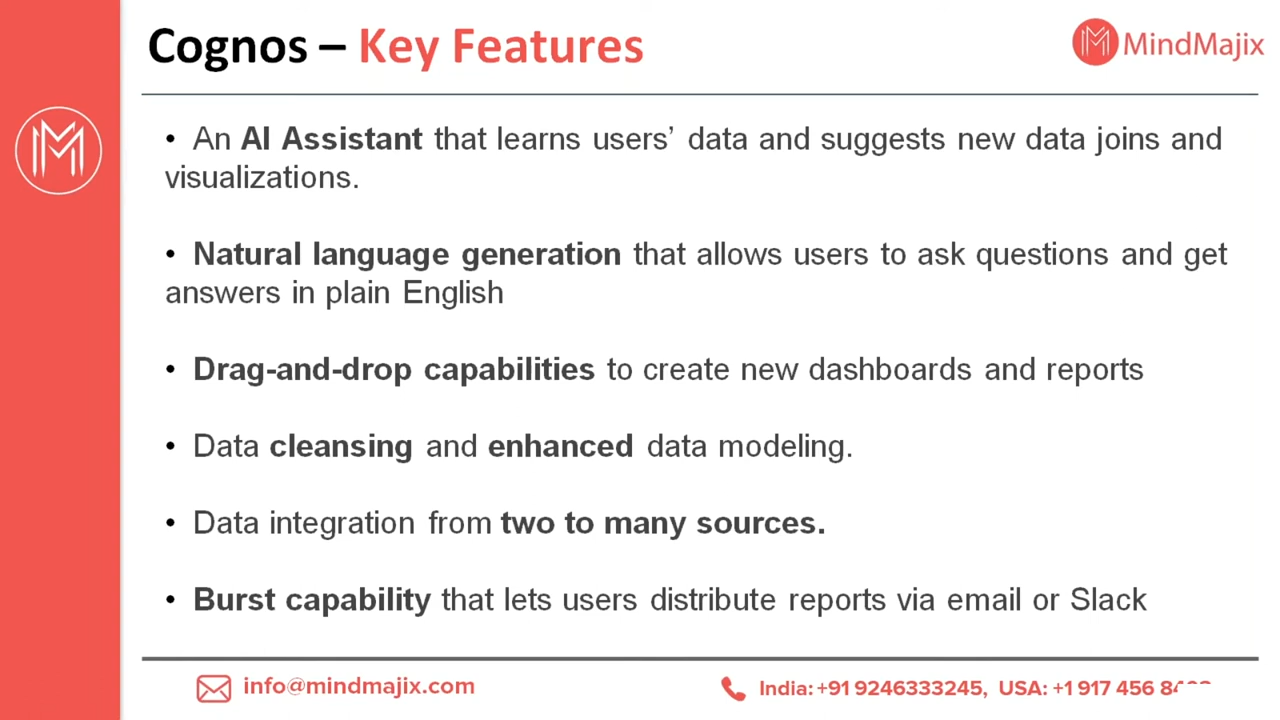 Cognos – Key Features
MindMajix
• An AI Assistant that learns users’ data and suggests new data joins and
visualizations.
• Natural language generation that allows users to ask questions and get
answers in plain English
• Drag-and-drop capabilities to create new dashboards and reports
• Data cleansing and enhanced data modeling.
• Data integration from two to many sources.
• Burst capability that lets users distribute reports via email or Slack
info@mindmajix.com
India: +91 9246333245, USA: +1 917 456